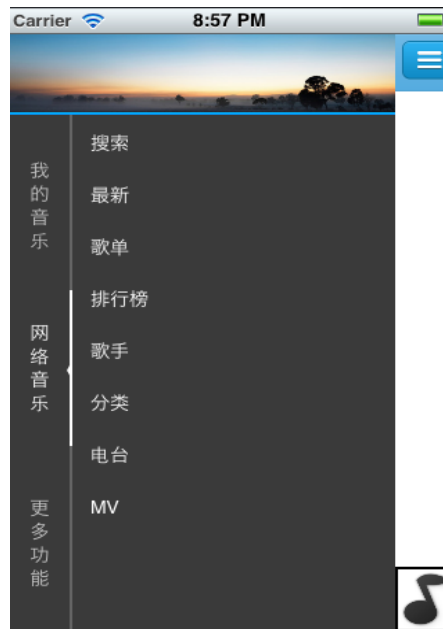 Carrier 8:57 PM
我的音乐
网络音乐
更多功能
搜索
最新
歌单
排行榜
歌手
分类
电台
MV